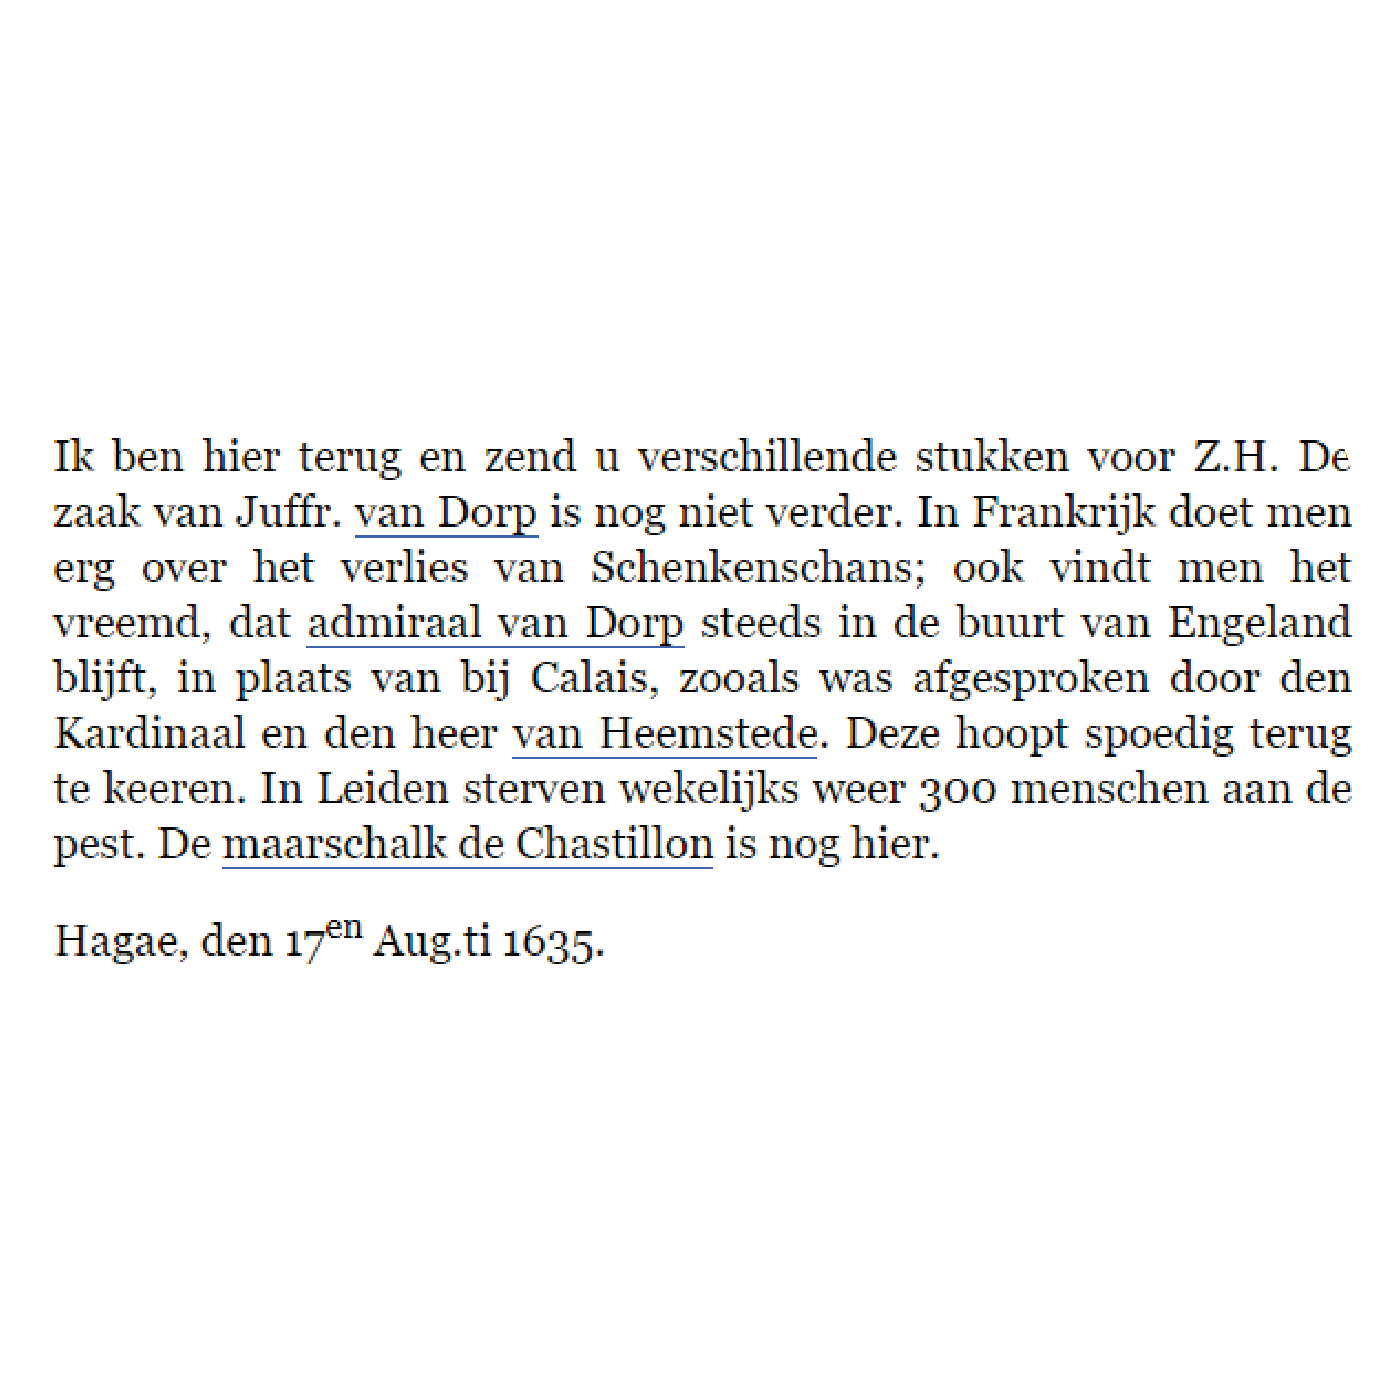 Ik ben hier terug en zend u verschillende stukken voor Z.H. De
zaak van Juffr. van Dorp is nog niet verder. In Frankrijk doet men
erg over het verlies van Schenkenschans; ook vindt men het
vreemd, dat admiraal van Dorp steeds in de buurt van Engeland
blijft, in plaats van bij Calais, zooals was afgesproken door den
Kardinaal en den heer van Heemstede. Deze hoopt spoedig terug
te keeren. In Leiden sterven wekelijks weer 300 menschen aan de
pest. De maarschalk de Chastillon is nog hier.
Hagae, den 17en Aug.ti 1635.